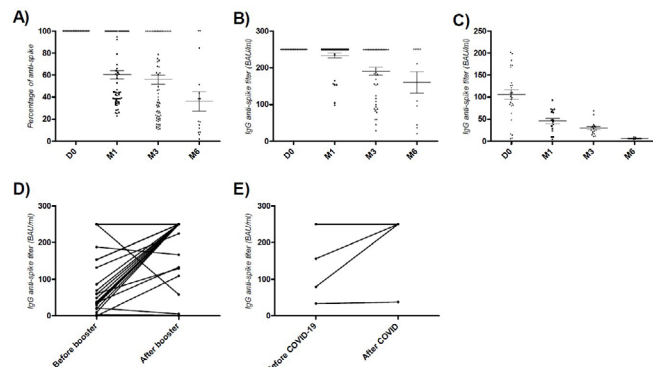 A)
Percentage of anti-spike
100
80
60
40
20
0
D0
M1
M3
M6
B)
IgG anti-spike titer (BAU/ml)
300
200
100
0
D0
M1
M3
M6
C)
IgG anti-spike titer (BAU/ml)
200
150
100
50
0
D0
M1
M3
M6
D)
IgG anti-spike titer (BAU/ml)
300
200
100
0
Before booster
After booster
E)
IgG anti-spike titer (BAU/ml)
300
200
100
0
Before COVID-19
After COVID